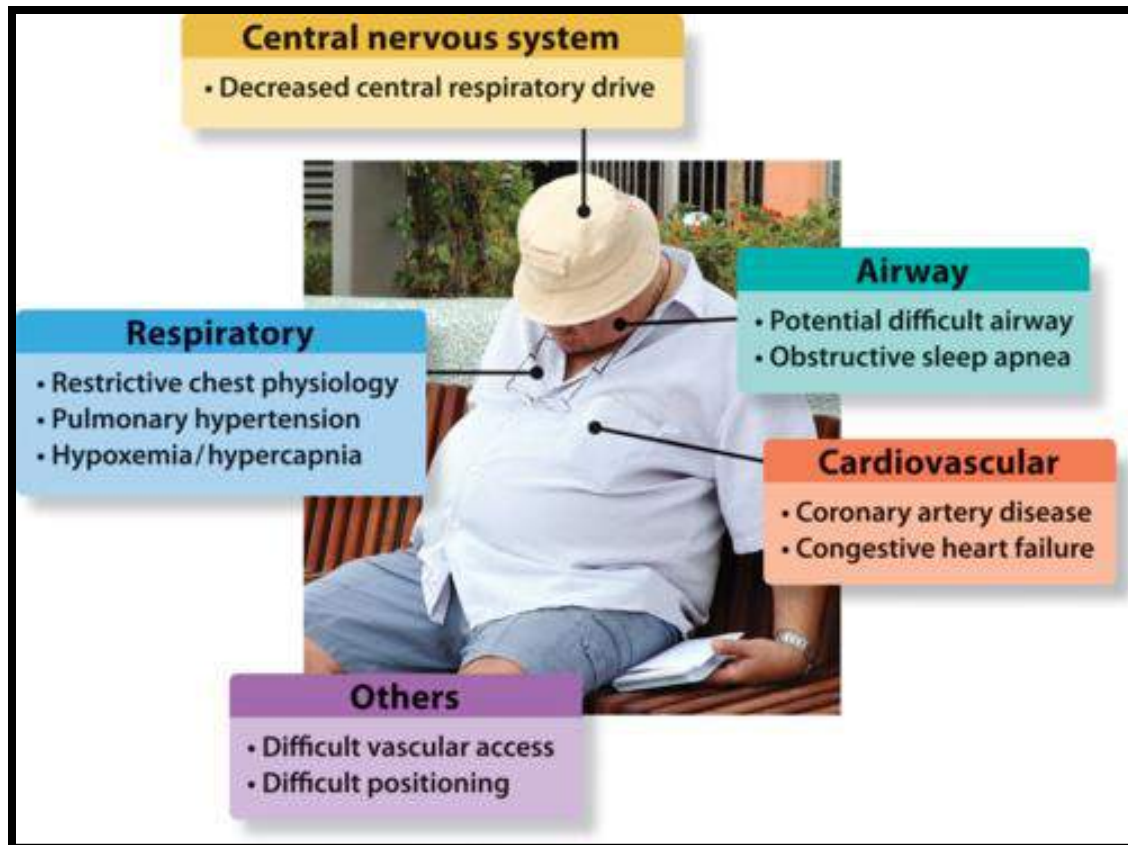 Central nervous system
• Decreased central respiratory drive
Airway
• Potential difficult airway
• Obstructive sleep apnea
Respiratory
• Restrictive chest physiology
• Pulmonary hypertension
• Hypoxemia/hypercapnia
Cardiovascular
• Coronary artery disease
• Congestive heart failure
Others
• Difficult vascular access
• Difficult positioning